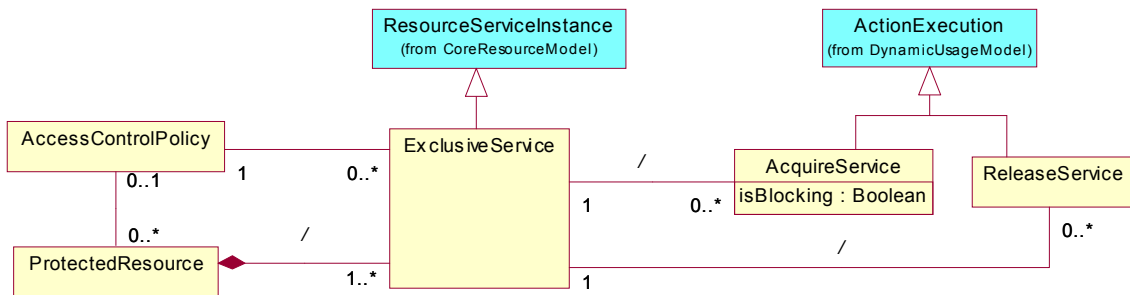 ResourceServiceInstance
(from CoreResourceModel)
ActionExecution
(from DynamicUsageModel)
AccessControlPolicy
ExclusiveService
AcquireService
isBlocking : Boolean
ReleaseService
ProtectedResource
1
0..*
0..1
0..*
/
1..*
/
1
0..*
/
1
0..*